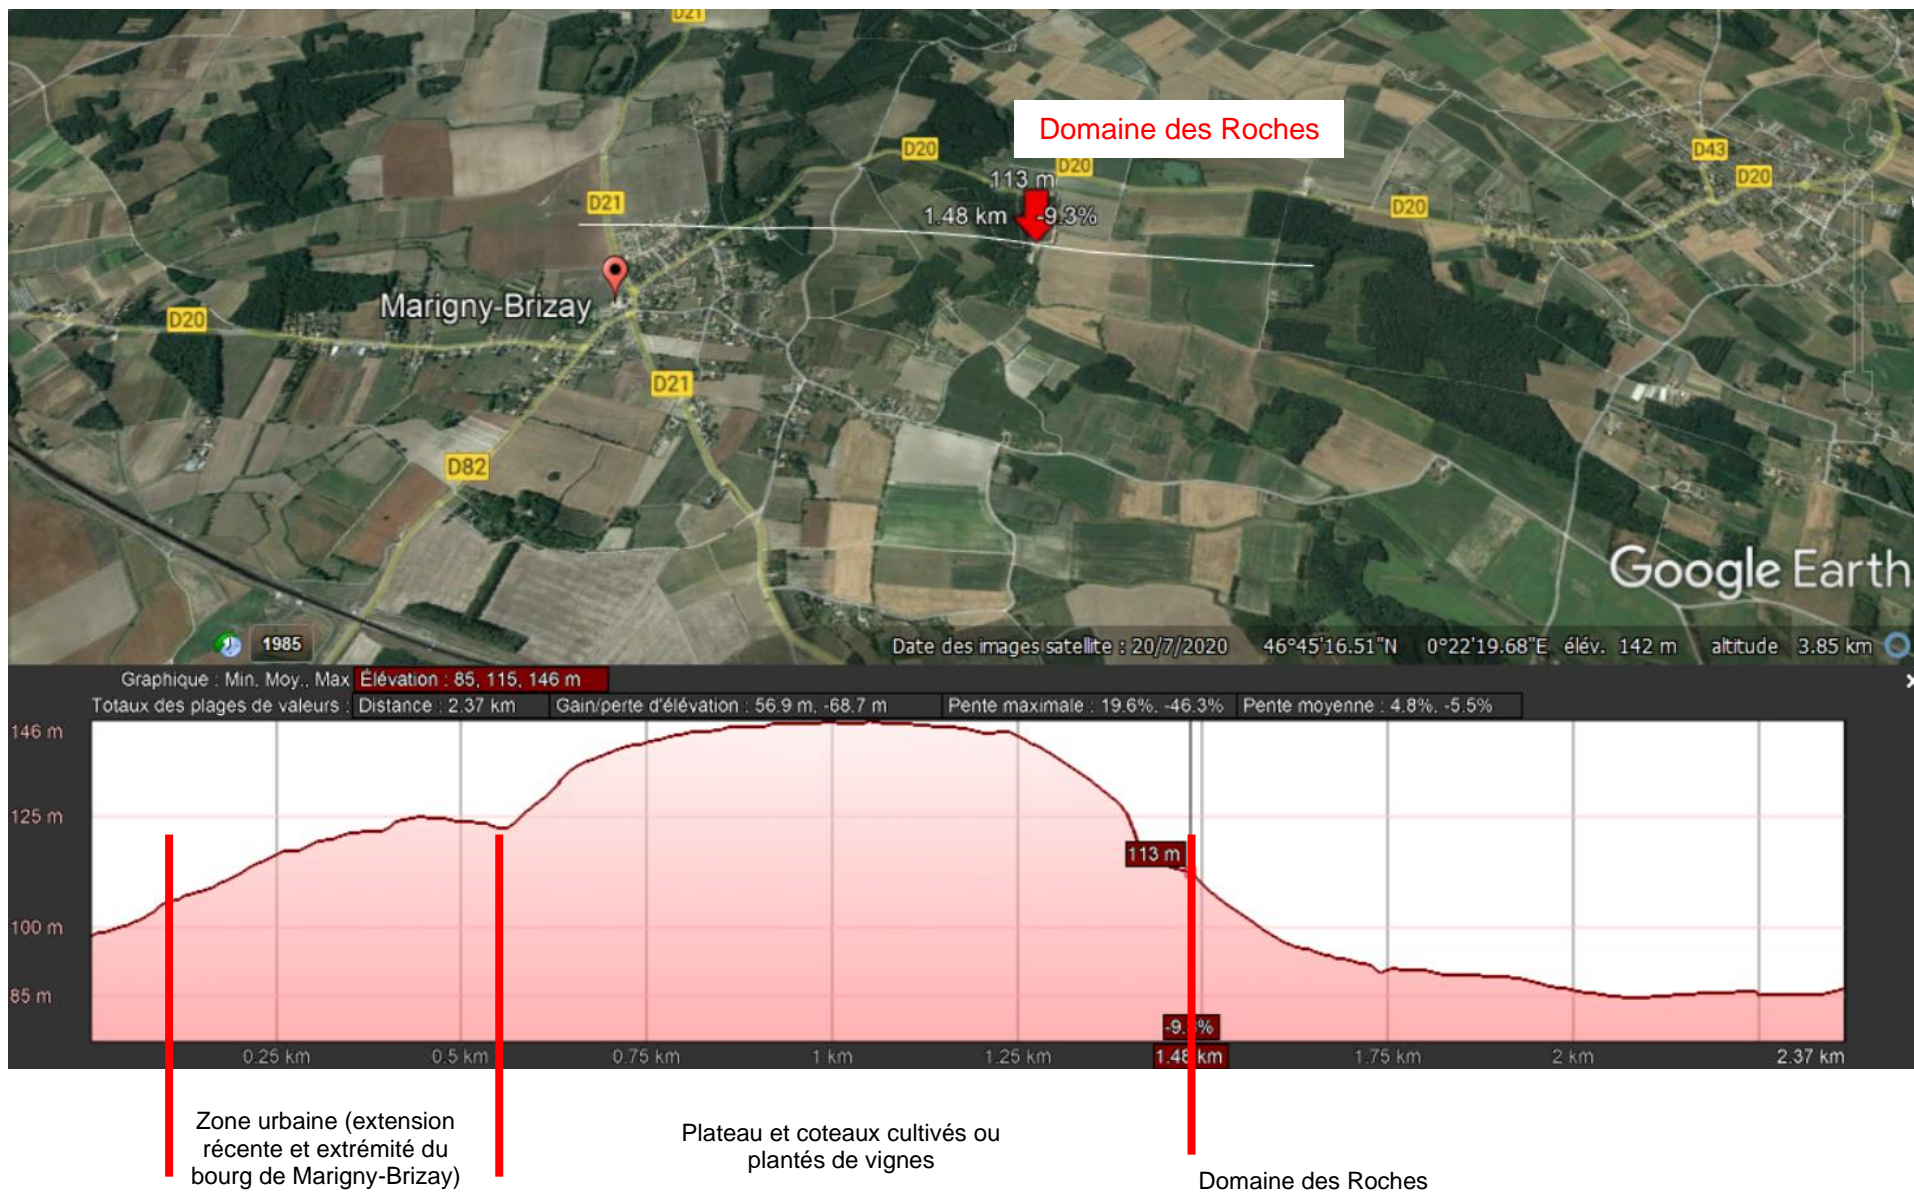 D21
Domaine des Roches
D20
D43
D20
D20
113 m
D21
D20
1.48 km
-9.3%
Marigny-Brizay
D20
D21
D82
Google Earth
1985
Date des images satellite : 20/7/2020 46°45'16.51"N 0°22'19.68"E élév. 142 m altitude 3.85 km
Graphique : Min. Moy., Max Élévation : 85, 115, 146 m
Totaux des plages de valeurs : Distance : 2.37 km Gain/perte d'élévation : 56.9 m, -68.7 m Pente maximale : 19.6%, -46.3% Pente moyenne : 4.8%, -5.5%
146 m
125 m
113 m
100 m
85 m
0.25 km 0.5 km 0.75 km 1 km 1.25 km 1.48 km 1.75 km 2 km 2.37 km
Zone urbaine (extension
récente et extrémité du
bourg de Marigny-Brizay)
Plateau et coteaux cultivés ou
plantés de vignes
Domaine des Roches